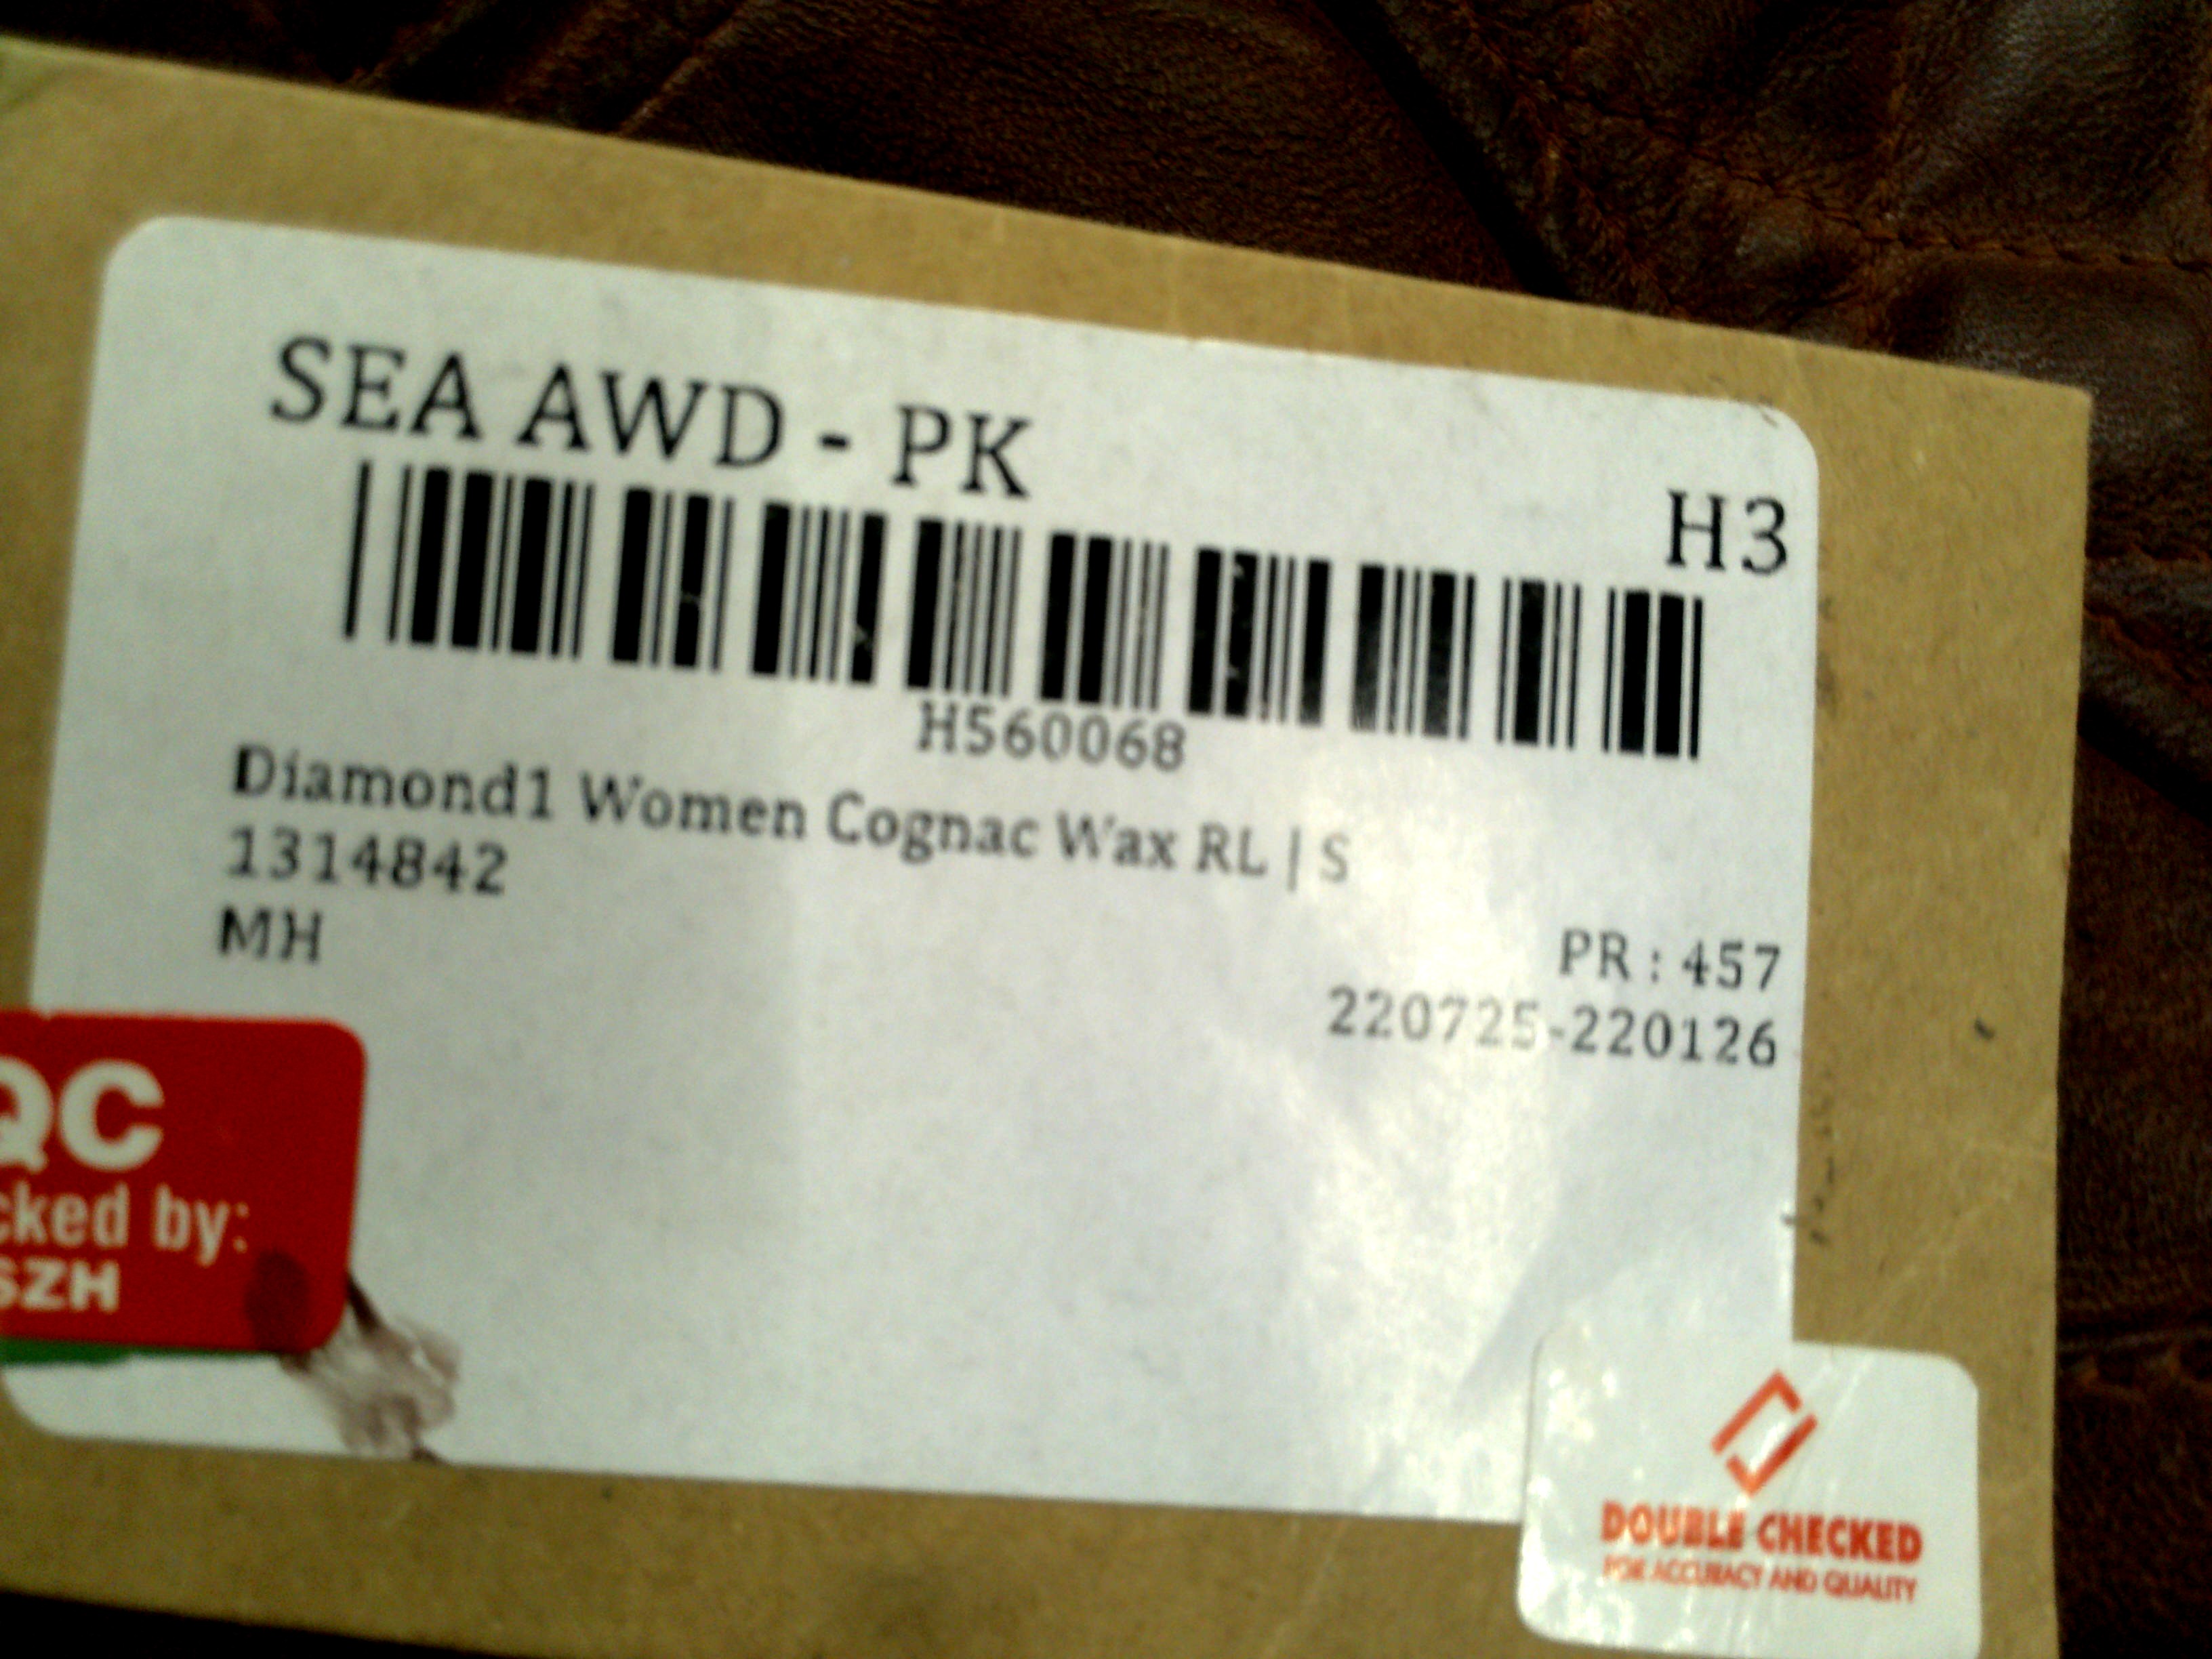 SEA AWD - PK
H3
H560068
Diamond1 Women Cognac Wax RL | S
1314842
MH
PR : 457
220725-220126
QC
cked by:
SZH
DOUBLE CHECKED
FOR ACCURACY AND QUALITY